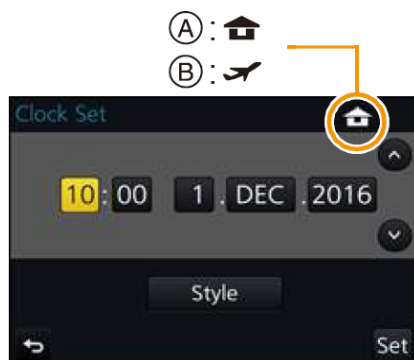 Ⓐ :
Ⓑ :
Clock Set
10 : 00 1 . DEC . 2016
Style
Set